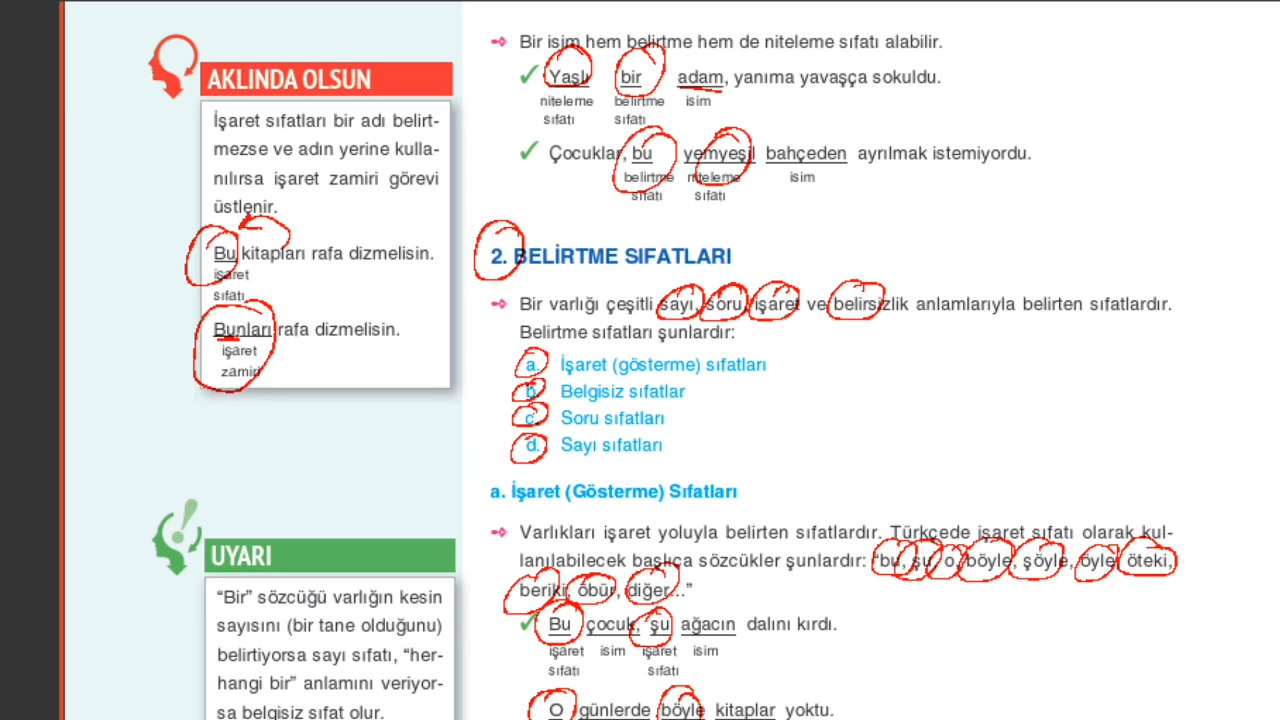 AKLINDA OLSUN
İşaret sıfatları bir adı belirt-
mezse ve adın yerine kulla-
nılırsa işaret zamiri görevi
üstlenir.
Bu kitapları rafa dizmelisin.
işaret
sıfatı
Bunları rafa dizmelisin.
işaret
zamiri
UYARI
“Bir” sözcüğü varlığın kesin
sayısını (bir tane olduğunu)
belirtiyorsa sayı sıfatı, “her-
hangi bir” anlamını veriyor-
sa belgisiz sıfat olur.
Bir isim hem belirtme hem de niteleme sıfatı alabilir.
Yaşlı bir adam, yanıma yavaşça sokuldu.
niteleme belirtme isim
sıfatı sıfatı
Çocuklar, bu yemyeşil bahçeden ayrılmak istemiyordu.
belirtme niteleme isim
sıfatı sıfatı
2. BELİRTME SIFATLARI
Bir varlığı çeşitli sayı, soru, işaret ve belirsizlik anlamlarıyla belirten sıfatlardır.
Belirtme sıfatları şunlardır:
a. İşaret (gösterme) sıfatları
b. Belgisiz sıfatlar
c. Soru sıfatları
d. Sayı sıfatları
a. İşaret (Gösterme) Sıfatları
Varlıkları işaret yoluyla belirten sıfatlardır. Türkçede işaret sıfatı olarak kul-
lanılabilecek başlıca sözcükler şunlardır: “bu, şu, o, böyle, şöyle, öyle, öteki,
beriki, öbür, diğer...”
Bu çocuk, şu ağacın dalını kırdı.
işaret isim işaret isim
sıfatı sıfatı
O günlerde böyle kitaplar yoktu.